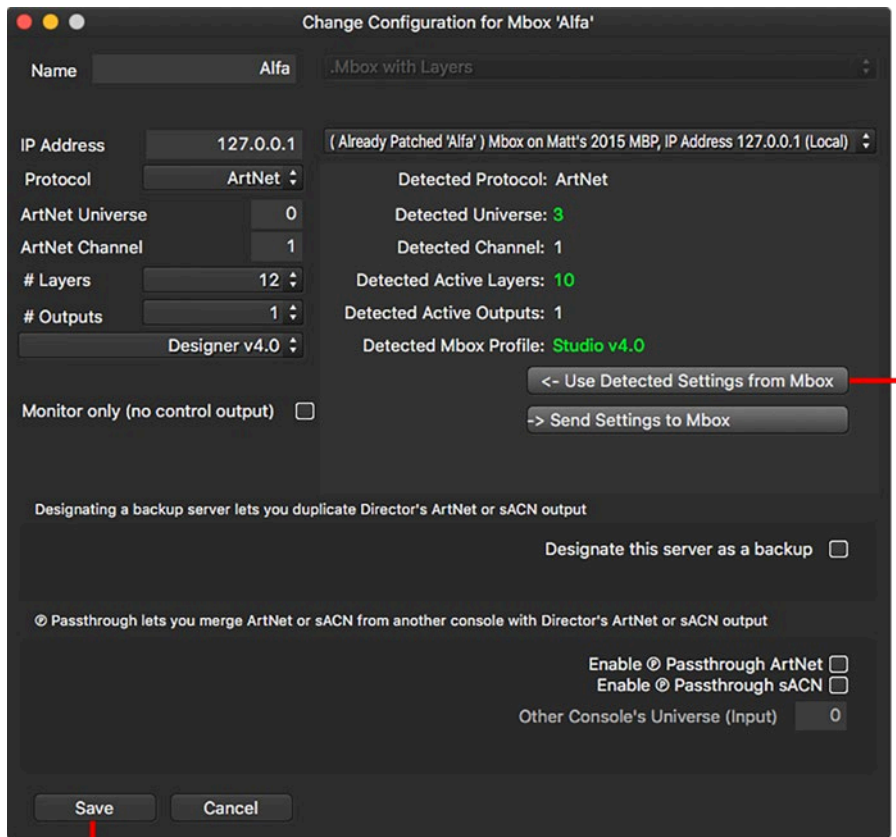 Change Configuration for Mbox 'Alfa'
Name Alfa .Mbox with Layers
IP Address 127.0.0.1 ( Already Patched 'Alfa' ) Mbox on Matt's 2015 MBP, IP Address 127.0.0.1 (Local)
Protocol ArtNet Detected Protocol: ArtNet
ArtNet Universe 0 Detected Universe: 3
ArtNet Channel 1 Detected Channel: 1
# Layers 12 Detected Active Layers: 10
# Outputs 1 Detected Active Outputs: 1
Designer v4.0 Detected Mbox Profile: Studio v4.0
<- Use Detected Settings from Mbox
Monitor only (no control output) -> Send Settings to Mbox
Designating a backup server lets you duplicate Director's ArtNet or sACN output
Designate this server as a backup
℗ Passthrough lets you merge ArtNet or sACN from another console with Director's ArtNet or sACN output
Enable ℗ Passthrough ArtNet
Enable ℗ Passthrough sACN
Other Console's Universe (Input) 0
Save Cancel